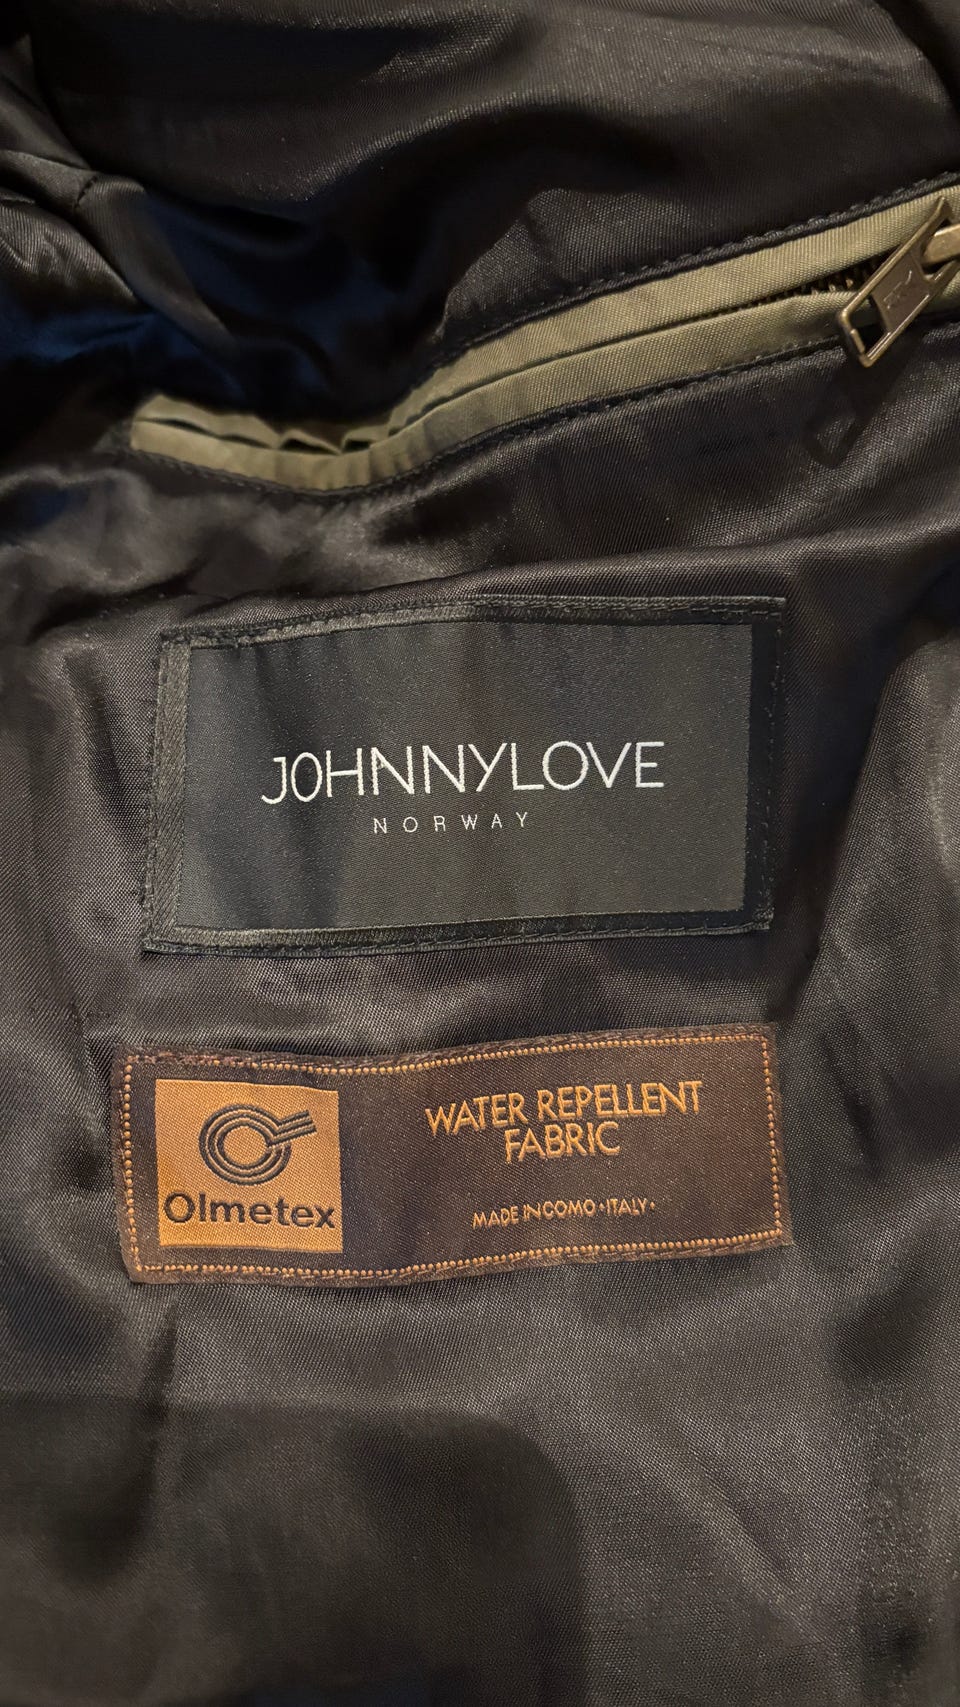 JOHNNYLOVE
NORWAY
Olmetex
WATER REPELLENT
FABRIC
MADE IN COMO • ITALY •